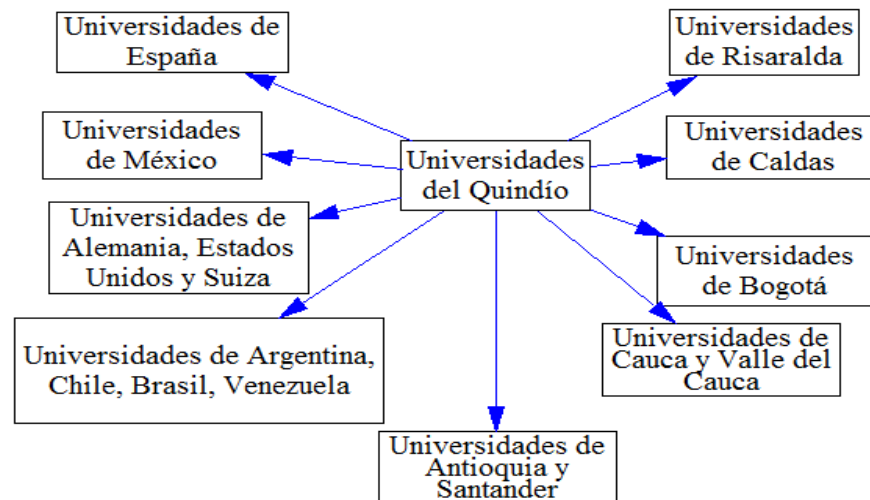 Universidades de
España
Universidades
de Risaralda
Universidades
de México
Universidades
del Quindío
Universidades
de Caldas
Universidades de
Alemania, Estados
Unidos y Suiza
Universidades
de Bogotá
Universidades de Argentina,
Chile, Brasil, Venezuela
Universidades de
Cauca y Valle del
Cauca
Universidades de
Antioquia y
Santander